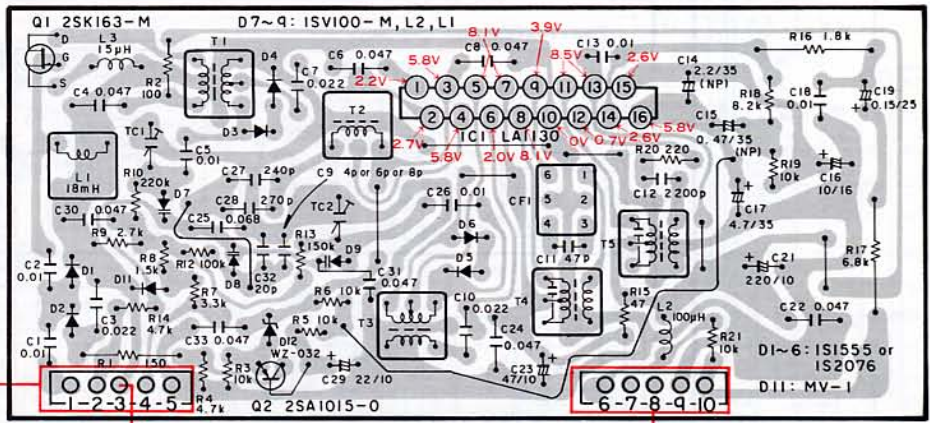 Q1 2SK163-M
D7~9: ISV100-M, L2, L1
D
G
S
L3
15μH
R2
100
T1
D4
C7
0.022
C6 0.047
C8 0.047
C13 0.01
C14
2.2/35
(NP)
R16 1.8k
R18
8.2k
C18
0.01
C19
0.15/25
2.2V
5.8V
8.1V
3.9V
8.5V
2.6V
1 3 5 7 9 11 13 15
2 4 6 8 10 12 14 16
IC1 LA1130
2.7V
5.8V
2.0V
8.1V
0V
0.7V
2.6V
5.8V
C4 0.047
TC1
D3
T2
C15
0.47/35
(NP)
L1
18mH
C5
0.01
R10
220k
D7
C27 240p
C9 4p or 6p or 8p
C28 270p
TC2
C25
0.068
C26 0.01
CF1
6 1
5 2
4 3
R20 220
C12 2200p
R19
10k
C16
10/16
C17
4.7/35
C30 0.047
R9 2.7k
R8
1.5k
R12 100k
D8
C32
20p
R13
150k
D9
D6
D5
C11 47p
T5
C21
220/10
R17
6.8k
C2
0.01
D1
D11
R7
3.3k
C31
0.047
R6 10k
D2
C3
0.022
R14
4.7k
C33 0.047
R5 10k
D12
WZ-032
T3
C10
0.022
C24
0.047
T4
R15
47
L2
100μH
R21
10k
C22 0.047
C1
0.01
R1 150
R4
4.7k
R3
10k
C29 22/10
C23
47/10
D1~6: IS1555 or
IS2076
D11: MV-1
1-2-3-4-5
Q2 2SA1015-O
6-7-8-9-10